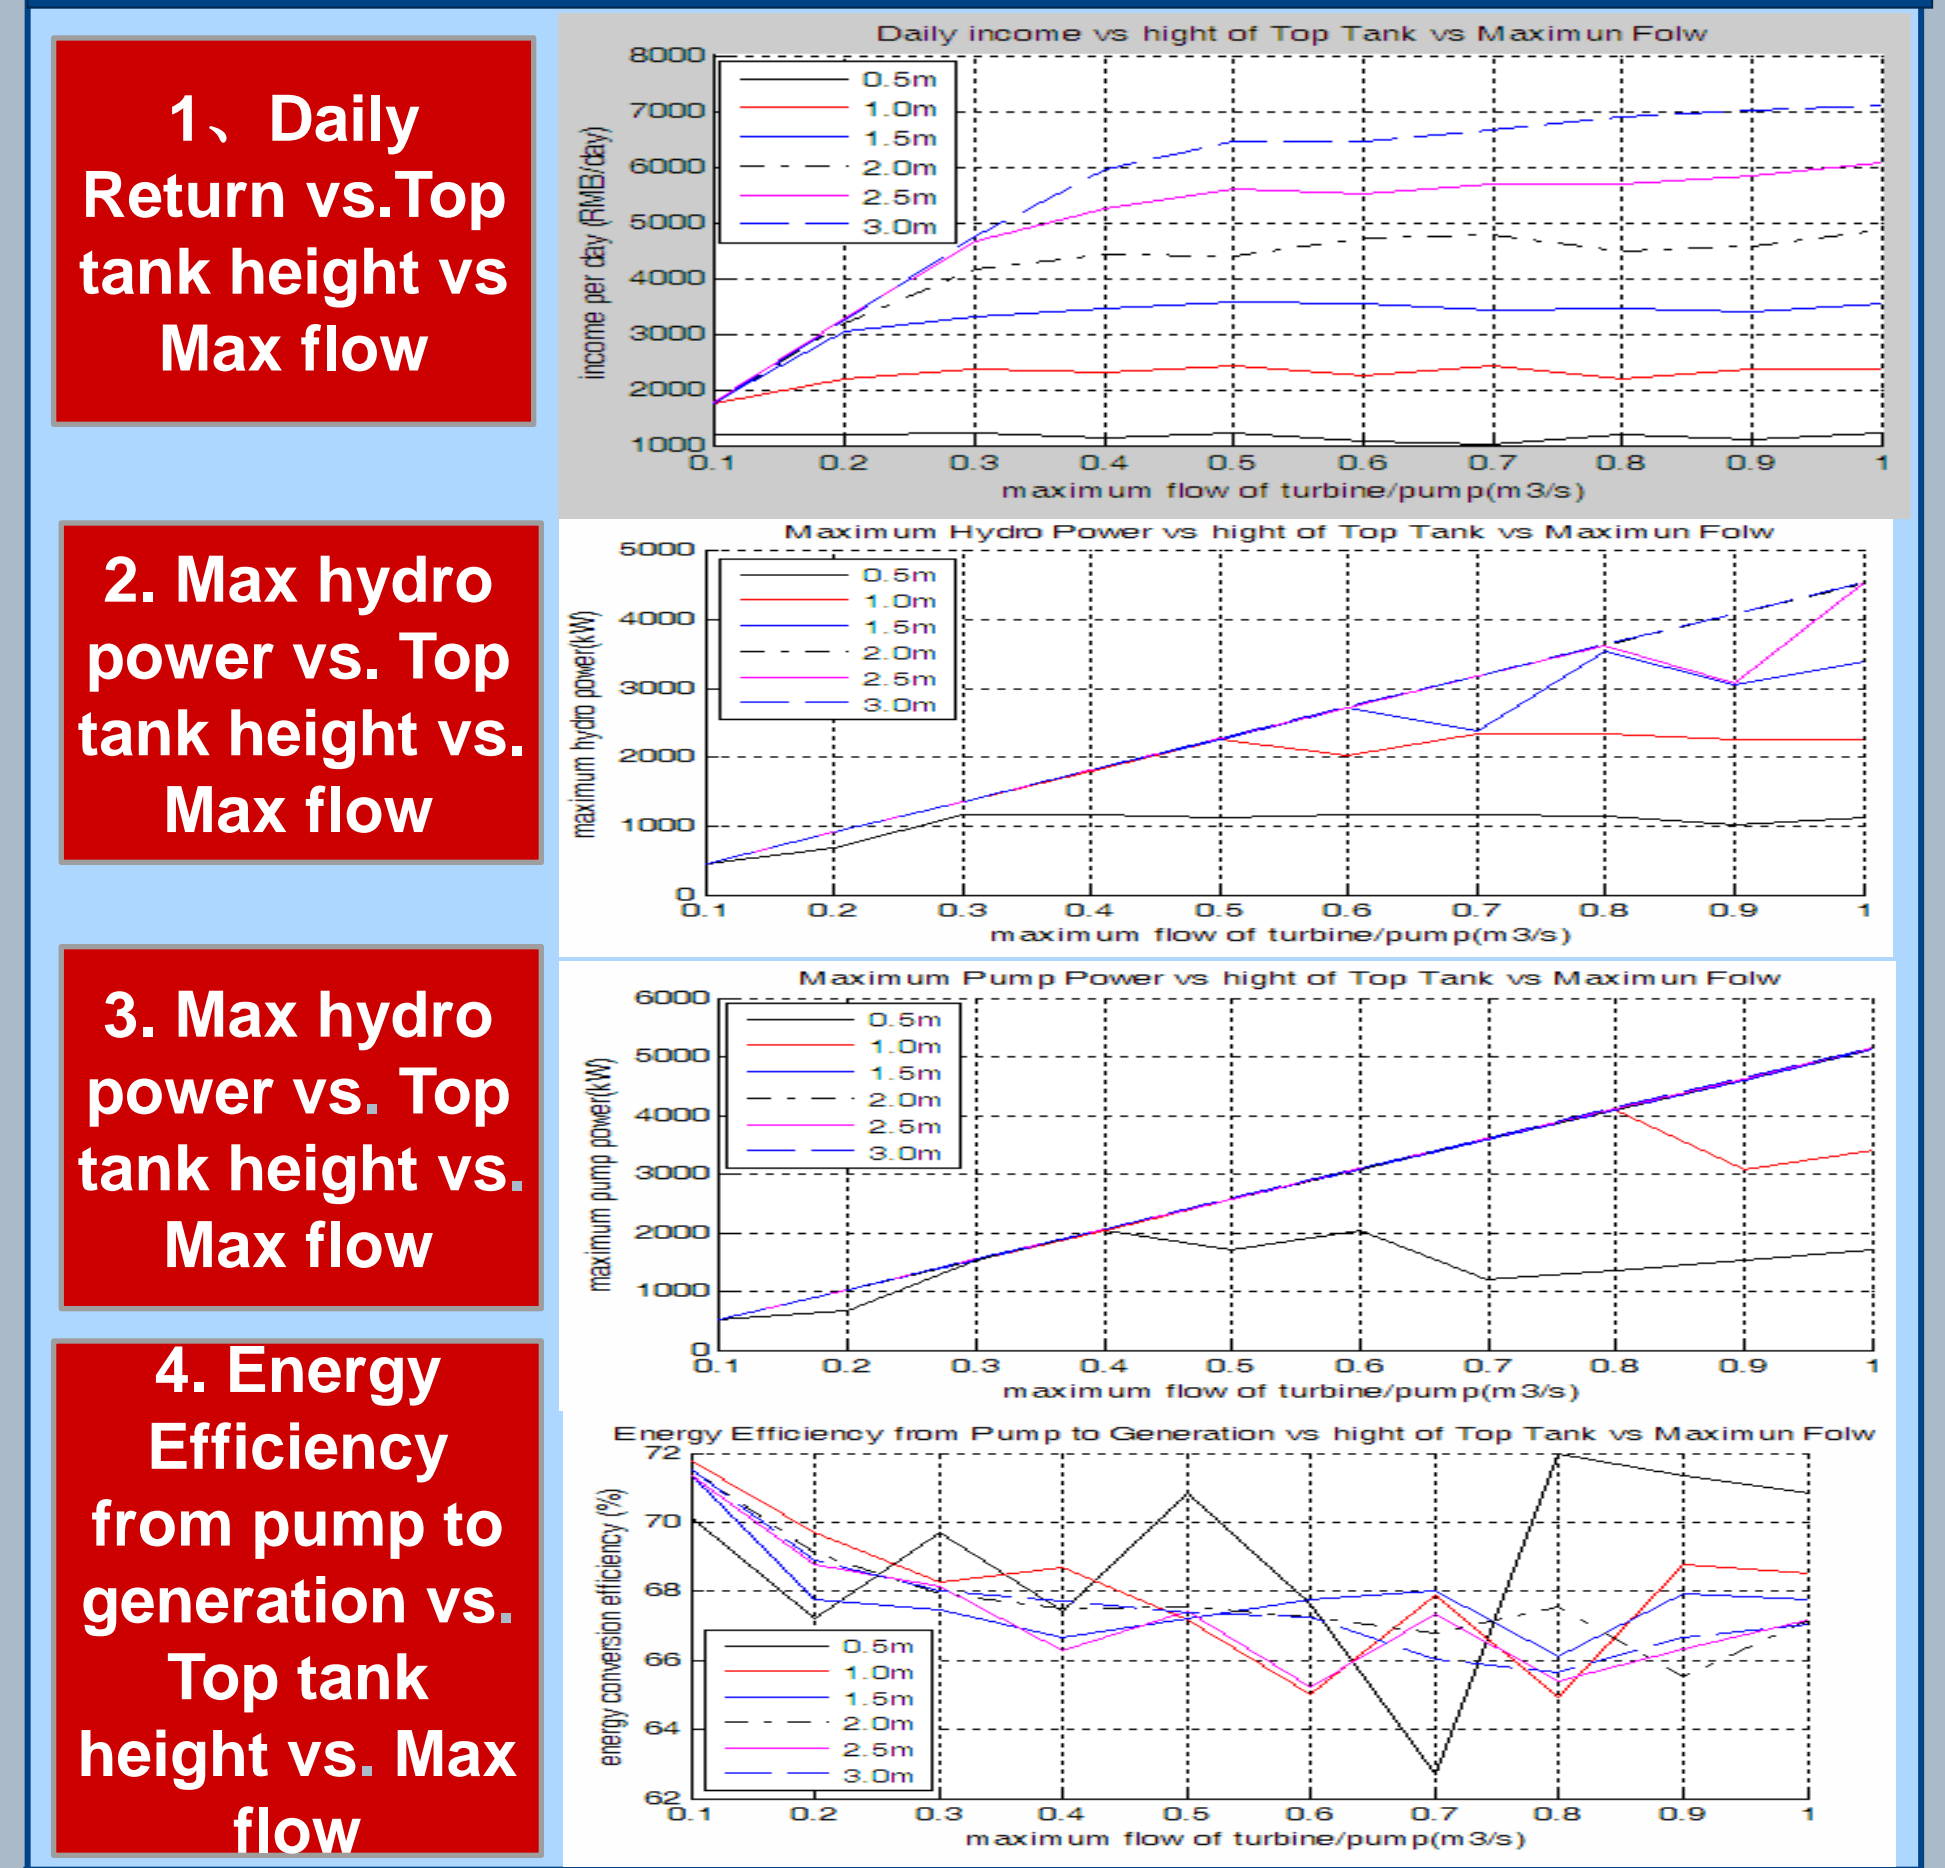 1、 Daily
Return vs.Top
tank height vs
Max flow
Daily income vs hight of Top Tank vs Maximun Folw
income per day (RMB/day)
8000
7000
6000
5000
4000
3000
2000
1000
0.5m
1.0m
1.5m
2.0m
2.5m
3.0m
0.1 0.2 0.3 0.4 0.5 0.6 0.7 0.8 0.9 1
maximum flow of turbine/pump(m3/s)
2. Max hydro
power vs. Top
tank height vs.
Max flow
Maximum Hydro Power vs hight of Top Tank vs Maximun Folw
maximum hydro power(kW)
5000
4000
3000
2000
1000
0
0.5m
1.0m
1.5m
2.0m
2.5m
3.0m
0.1 0.2 0.3 0.4 0.5 0.6 0.7 0.8 0.9 1
maximum flow of turbine/pump(m3/s)
3. Max hydro
power vs. Top
tank height vs.
Max flow
Maximum Pump Power vs hight of Top Tank vs Maximun Folw
maximum pump power(kW)
6000
5000
4000
3000
2000
1000
0
0.5m
1.0m
1.5m
2.0m
2.5m
3.0m
0.1 0.2 0.3 0.4 0.5 0.6 0.7 0.8 0.9 1
maximum flow of turbine/pump(m3/s)
4. Energy
Efficiency
from pump to
generation vs.
Top tank
height vs. Max
flow
Energy Efficiency from Pump to Generation vs hight of Top Tank vs Maximun Folw
energy conversion efficiency (%)
72
70
68
66
64
62
0.5m
1.0m
1.5m
2.0m
2.5m
3.0m
0.1 0.2 0.3 0.4 0.5 0.6 0.7 0.8 0.9 1
maximum flow of turbine/pump(m3/s)